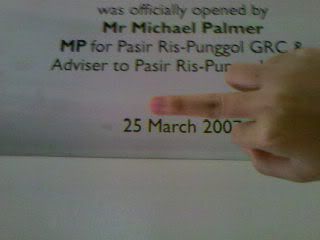 was officially opened by
Mr Michael Palmer
MP for Pasir Ris-Punggol GRC &
Adviser to Pasir Ris-Pun
25 March 2007